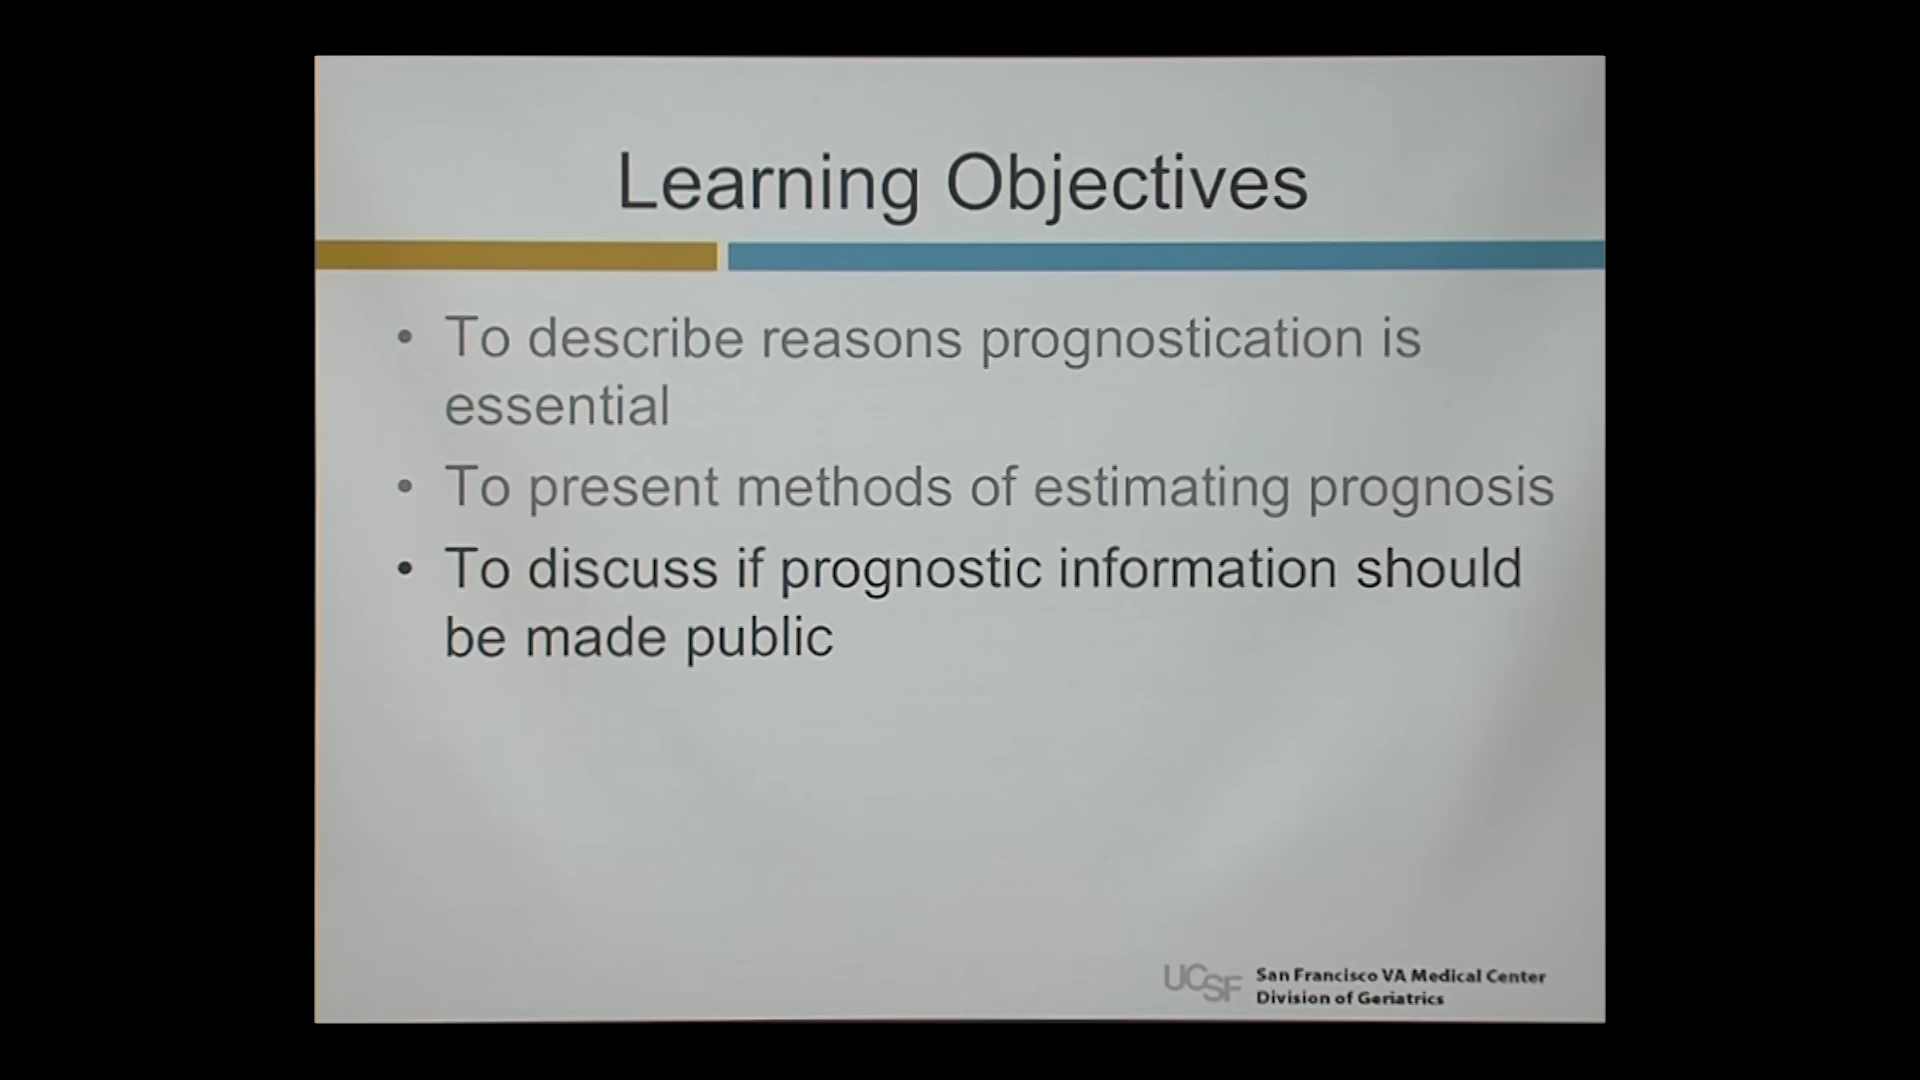 Learning Objectives
• To describe reasons prognostication is
essential
• To present methods of estimating prognosis
• To discuss if prognostic information should
be made public
UCSF San Francisco VA Medical Center
Division of Geriatrics